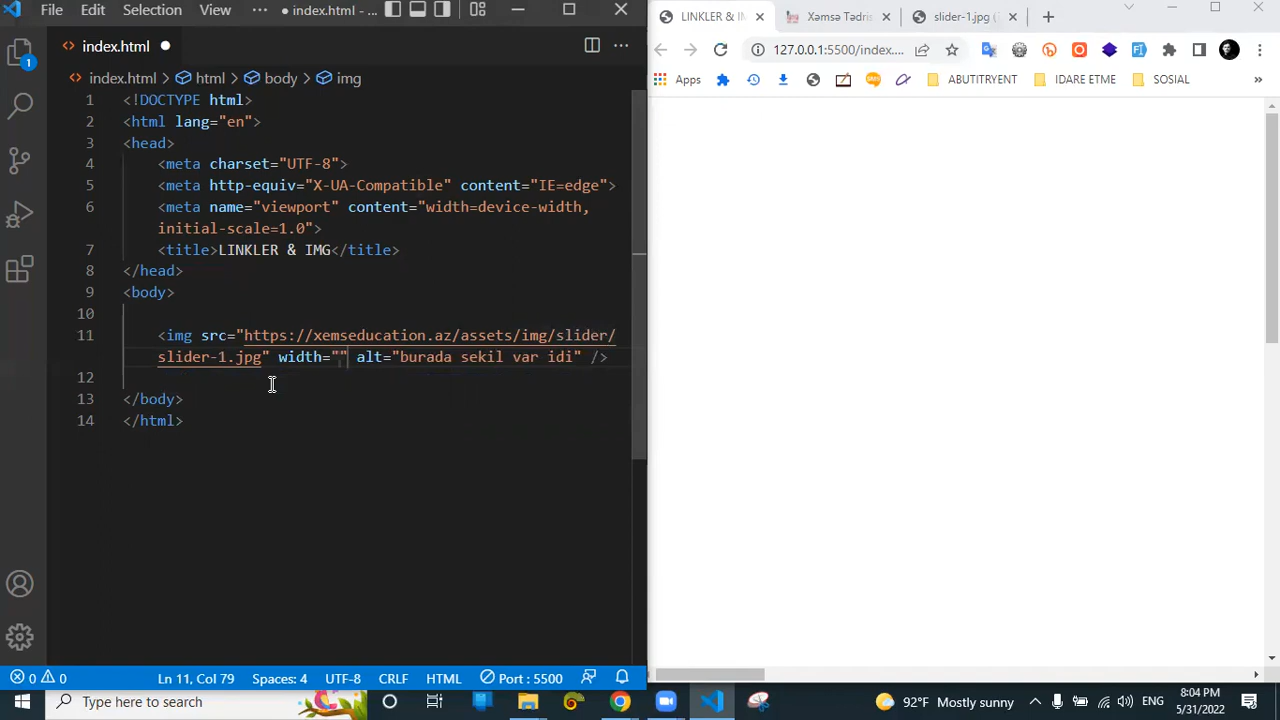 File Edit Selection View ··· ● index.html - ...
index.html ●
index.html > html > body > img
1 <!DOCTYPE html>
2 <html lang="en">
3 <head>
4 <meta charset="UTF-8">
5 <meta http-equiv="X-UA-Compatible" content="IE=edge">
6 <meta name="viewport" content="width=device-width,
initial-scale=1.0">
7 <title>LINKLER & IMG</title>
8 </head>
9 <body>
10
11 <img src="https://xemseducation.az/assets/img/slider/
slider-1.jpg" width="" alt="burada sekil var idi" />
12
13 </body>
14 </html>
1
0 0 Ln 11, Col 79 Spaces: 4 UTF-8 CRLF HTML Port : 5500
LINKLER & IM Xəmsə Tədris slider-1.jpg (
127.0.0.1:5500/index....
Apps SMS ABUTITRYENT IDARE ETME SOSIAL »
Type here to search
92°F Mostly sunny ENG 8:04 PM
5/31/2022